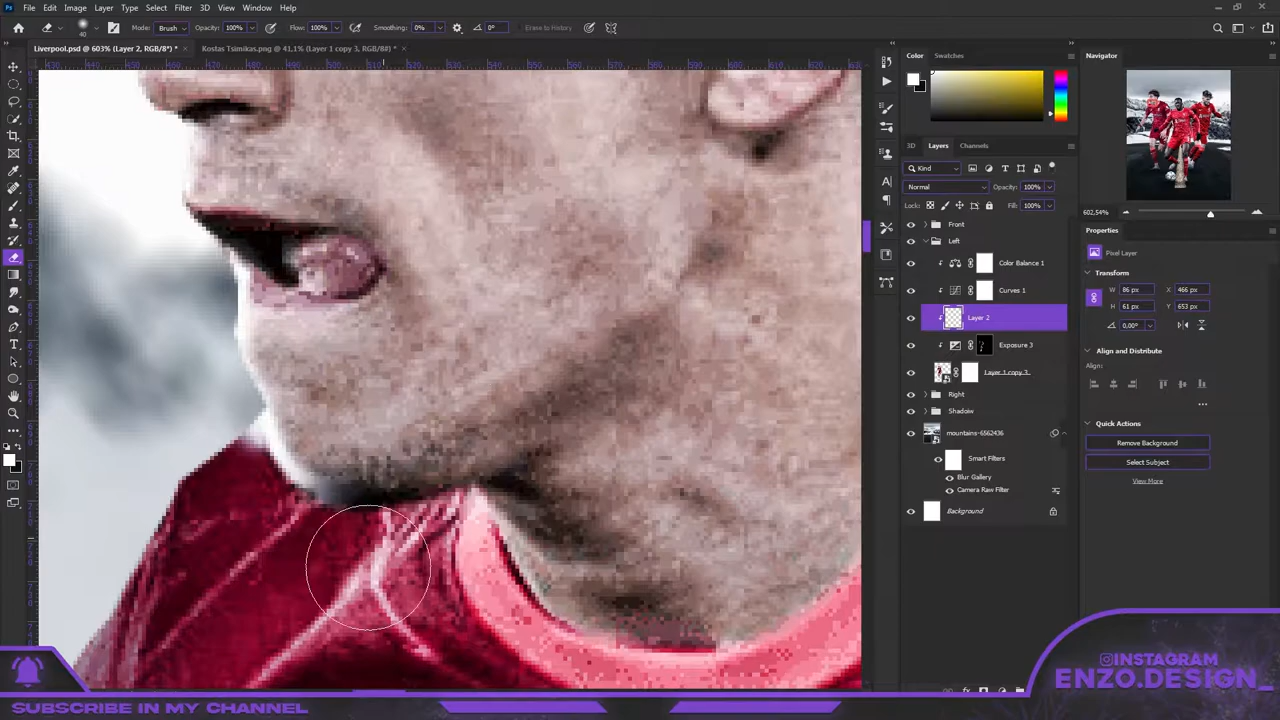 File Edit Image Layer Type Select Filter 3D View Window Help
Mode: Brush Opacity: 100% Flow: 100% Smoothing: 0% 0° Erase to History
40
Liverpool.psd @ 603% (Layer 2, RGB/8*) * Kostas Tsimikas.png @ 41,1% (Layer 1 copy 3, RGB/8#) *
Color Swatches
Navigator
3D Layers Channels
Kind
Normal Opacity: 100%
Lock: Fill: 100%
602,54%
Front
Left
Color Balance 1
Curves 1
Layer 2
Exposure 3
Layer 1 copy 3
Right
Shadow
mountains-6562436
Smart Filters
Blur Gallery
Camera Raw Filter
Background
Properties
Pixel Layer
Transform
W 86 px X 466 px
H 61 px Y 653 px
0,00°
Align and Distribute
Align:
Quick Actions
Remove Background
Select Subject
View More
INSTAGRAM
ENZO.DESIGN_
SUBSCRIBE IN MY CHANNEL